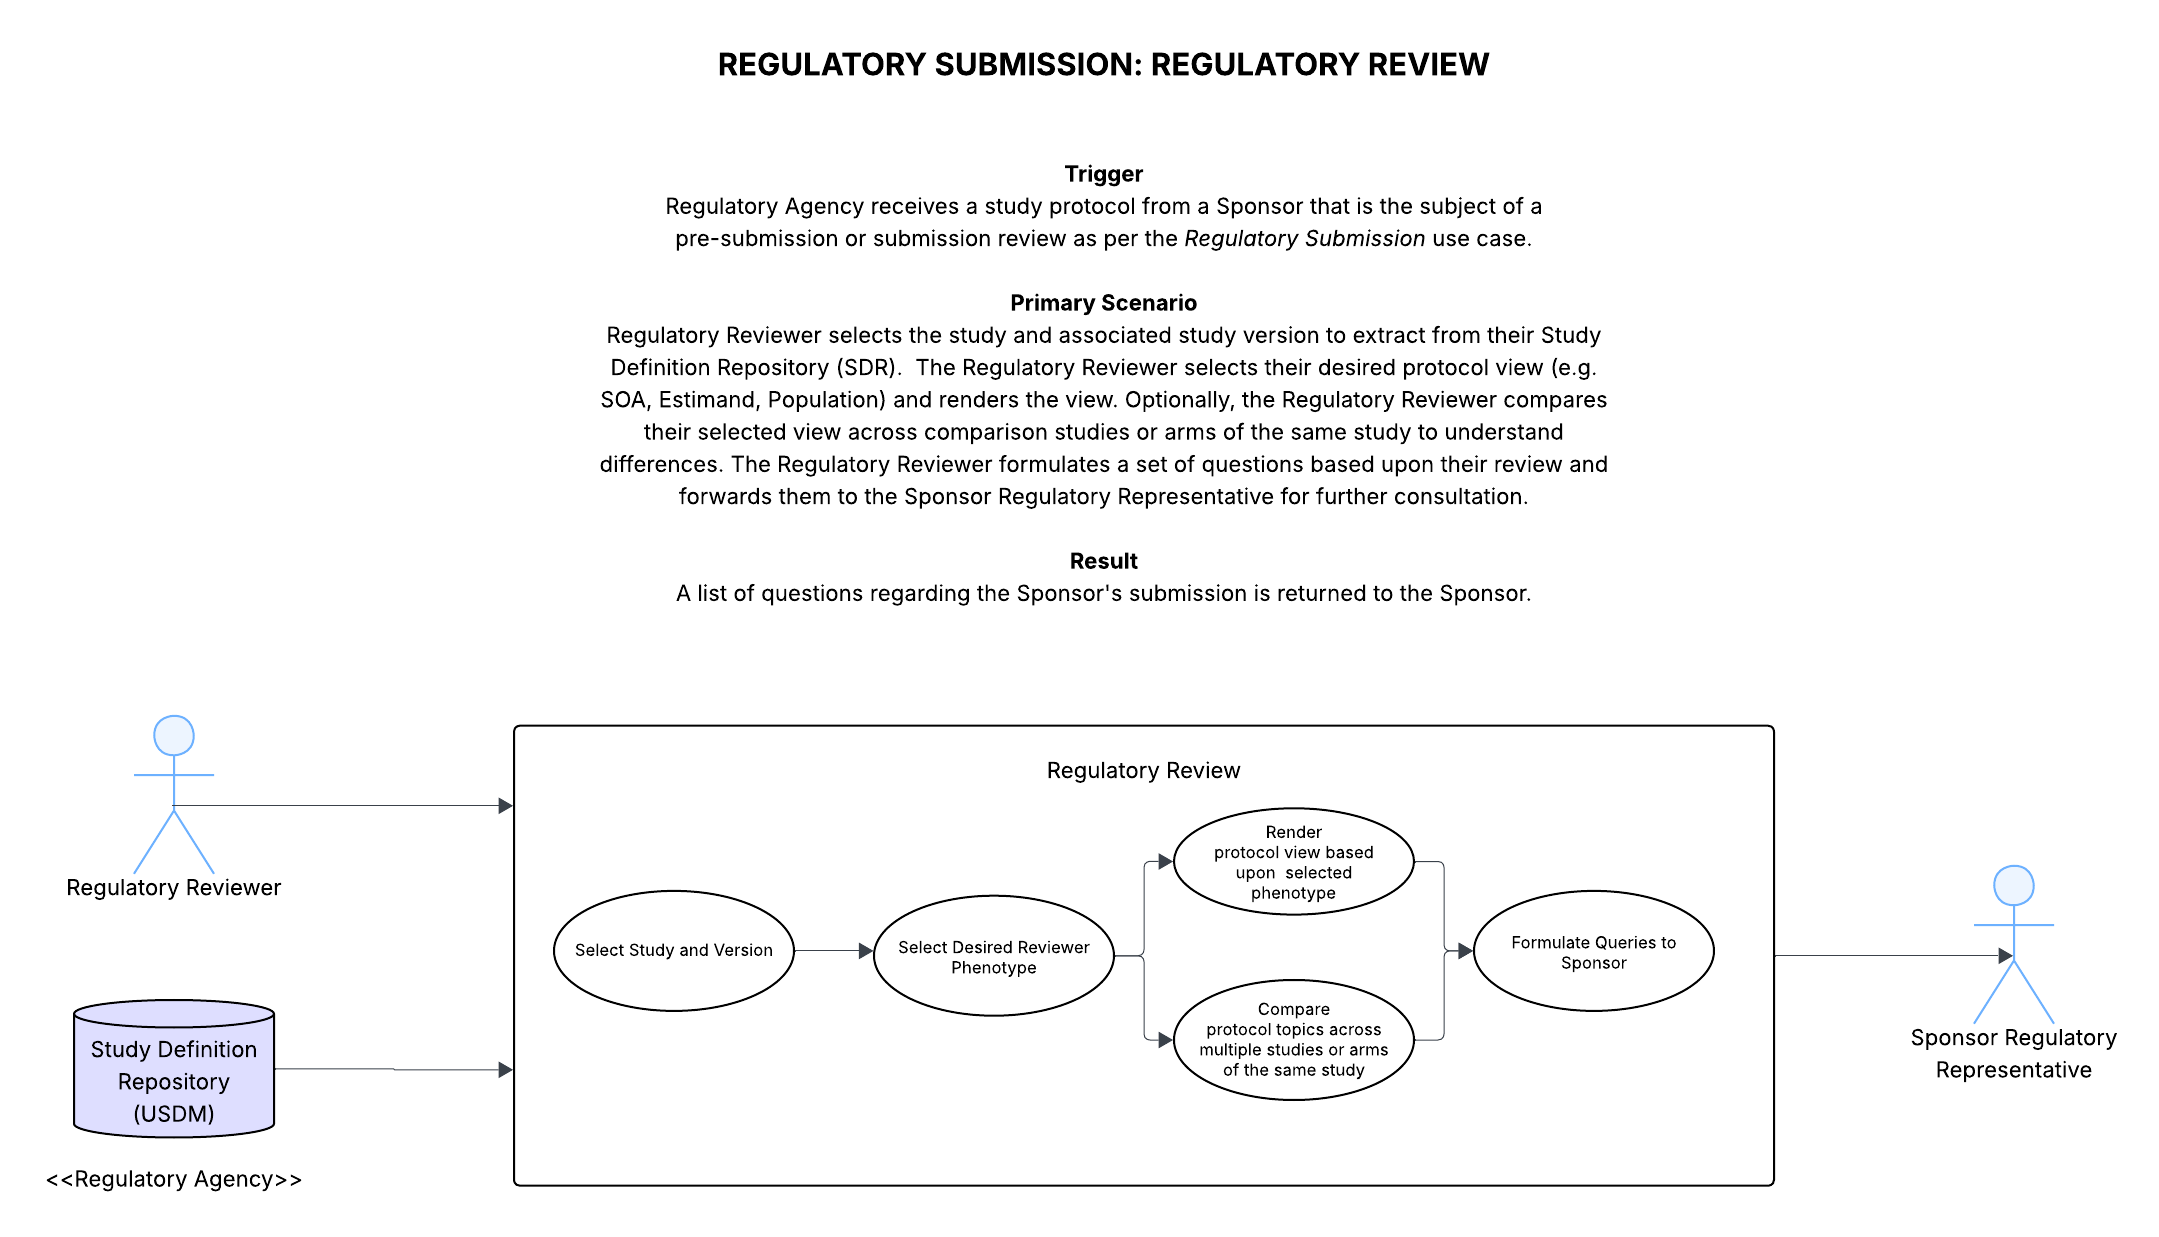 REGULATORY SUBMISSION: REGULATORY REVIEW
Trigger
Regulatory Agency receives a study protocol from a Sponsor that is the subject of a
pre-submission or submission review as per the Regulatory Submission use case.
Primary Scenario
Regulatory Reviewer selects the study and associated study version to extract from their Study
Definition Repository (SDR).  The Regulatory Reviewer selects their desired protocol view (e.g.
SOA, Estimand, Population) and renders the view. Optionally, the Regulatory Reviewer compares
their selected view across comparison studies or arms of the same study to understand
differences. The Regulatory Reviewer formulates a set of questions based upon their review and
forwards them to the Sponsor Regulatory Representative for further consultation.
Result
A list of questions regarding the Sponsor's submission is returned to the Sponsor.
Regulatory Reviewer
Study Definition
Repository
(USDM)
<<Regulatory Agency>>
Regulatory Review
Select Study and Version
Select Desired Reviewer
Phenotype
Render
protocol view based
upon  selected
phenotype
Compare
protocol topics across
multiple studies or arms
of the same study
Formulate Queries to
Sponsor
Sponsor Regulatory
Representative